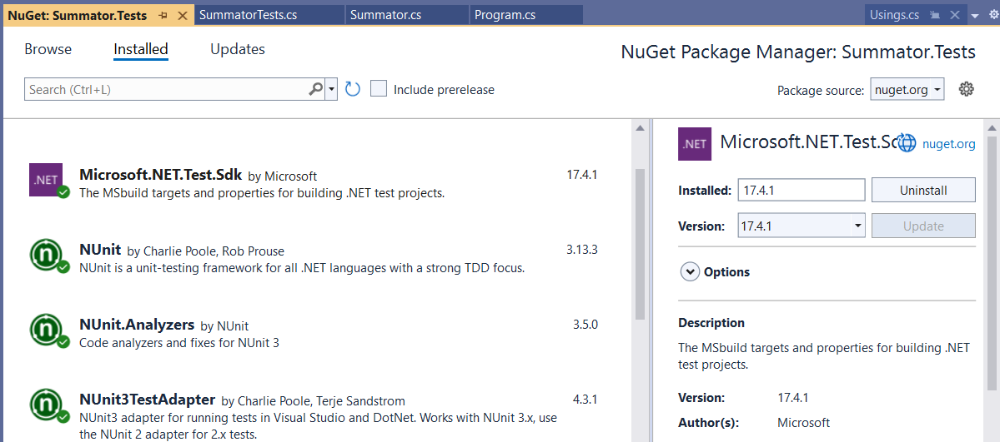 NuGet: Summator.Tests
SummatorTests.cs
Summator.cs
Program.cs
Usings.cs
Browse
Installed
Updates
NuGet Package Manager: Summator.Tests
Search (Ctrl+L)
Include prerelease
Package source:
nuget.org
.NET
Microsoft.NET.Test.Sdk by Microsoft
17.4.1
The MSbuild targets and properties for building .NET test projects.
n
NUnit by Charlie Poole, Rob Prouse
3.13.3
NUnit is a unit-testing framework for all .NET languages with a strong TDD focus.
n
NUnit.Analyzers by NUnit
3.5.0
Code analyzers and fixes for NUnit 3
n
NUnit3TestAdapter by Charlie Poole, Terje Sandstrom
4.3.1
NUnit3 adapter for running tests in Visual Studio and DotNet. Works with NUnit 3.x, use
the NUnit 2 adapter for 2.x tests.
.NET
Microsoft.NET.Test.Sc
nuget.org
Installed:
17.4.1
Uninstall
Version:
17.4.1
Update
Options
Description
The MSbuild targets and properties for building .NET
test projects.
Version:
17.4.1
Author(s):
Microsoft